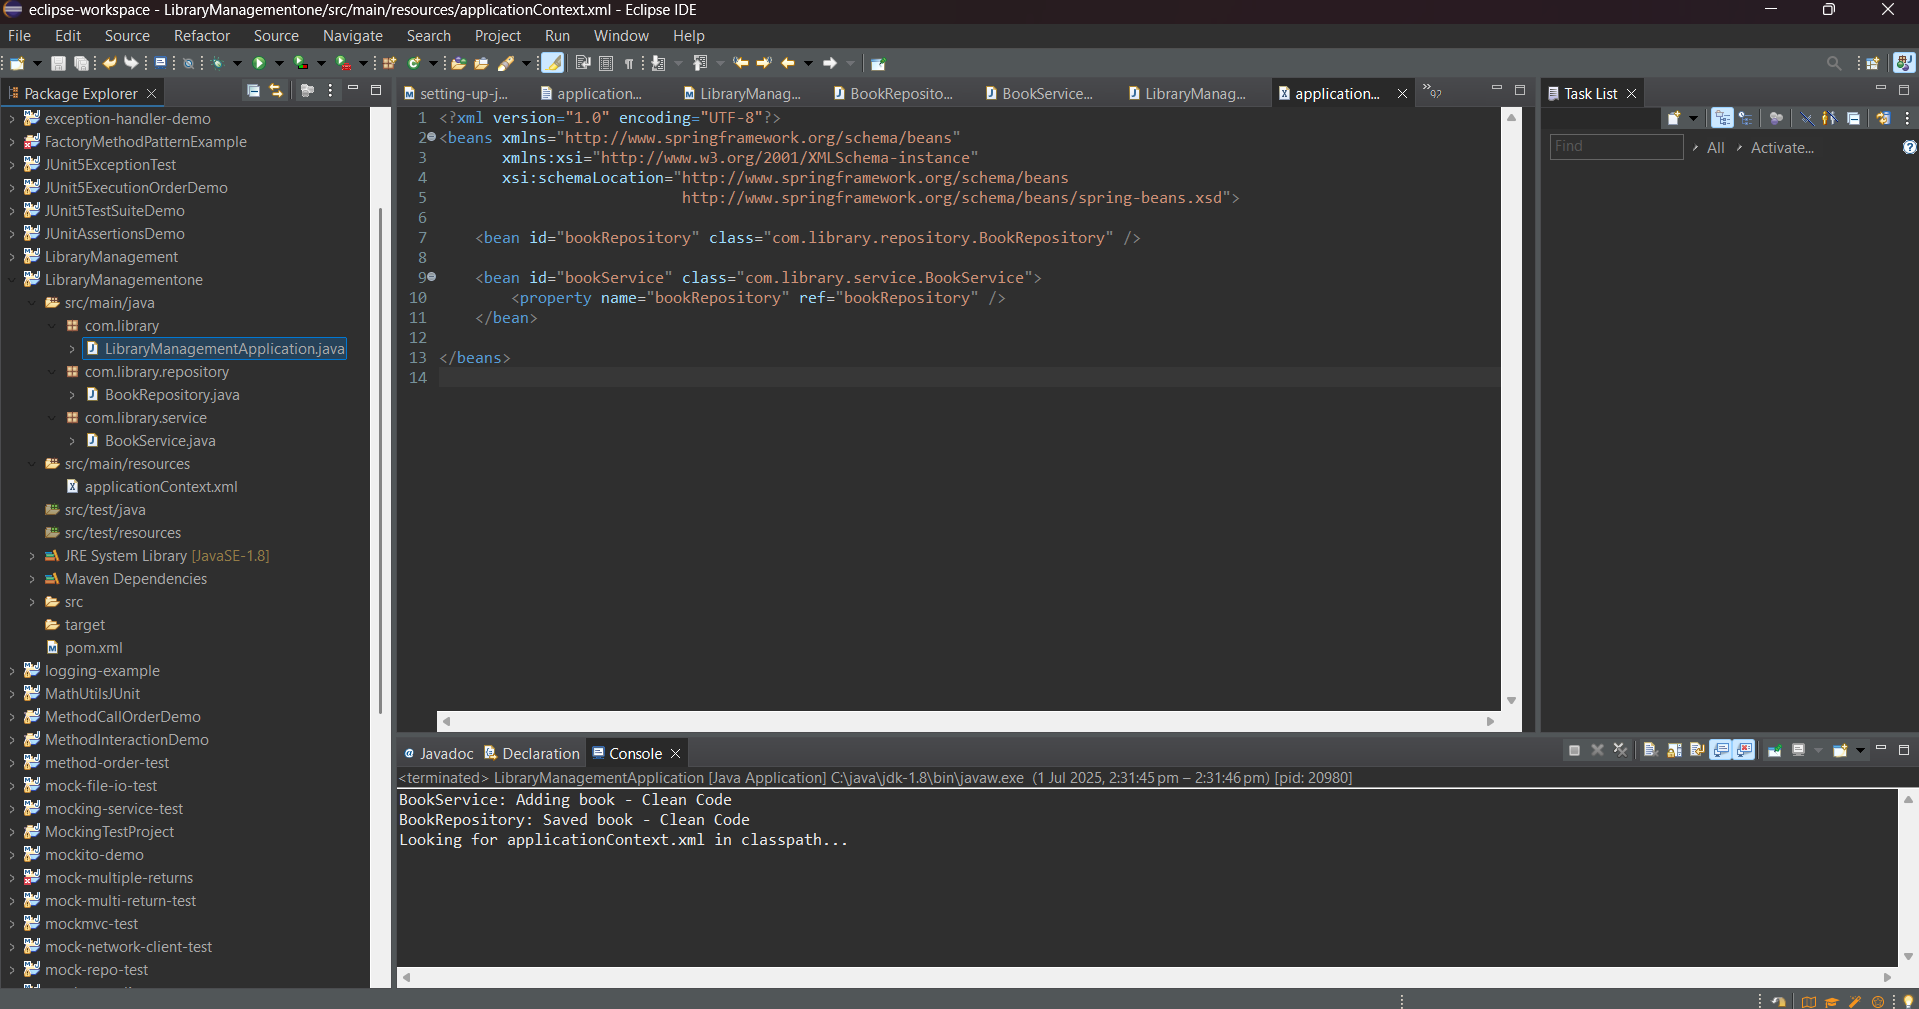 eclipse-workspace - LibraryManagementone/src/main/resources/applicationContext.xml - Eclipse IDE
File Edit Source Refactor Source Navigate Search Project Run Window Help
Package Explorer
exception-handler-demo
FactoryMethodPatternExample
JUnit5ExceptionTest
JUnit5ExecutionOrderDemo
JUnit5TestSuiteDemo
JUnitAssertionsDemo
LibraryManagement
LibraryManagementone
src/main/java
com.library
LibraryManagementApplication.java
com.library.repository
BookRepository.java
com.library.service
BookService.java
src/main/resources
applicationContext.xml
src/test/java
src/test/resources
JRE System Library [JavaSE-1.8]
Maven Dependencies
src
target
pom.xml
logging-example
MathUtilsJUnit
MethodCallOrderDemo
MethodInteractionDemo
method-order-test
mock-file-io-test
mocking-service-test
MockingTestProject
mockito-demo
mock-multiple-returns
mock-multi-return-test
mockmvc-test
mock-network-client-test
mock-repo-test
setting-up-j... application... LibraryManag... BookReposito... BookService... LibraryManag... application...
1 <?xml version="1.0" encoding="UTF-8"?>
2 <beans xmlns="http://www.springframework.org/schema/beans"
3 xmlns:xsi="http://www.w3.org/2001/XMLSchema-instance"
4 xsi:schemaLocation="http://www.springframework.org/schema/beans
5 http://www.springframework.org/schema/beans/spring-beans.xsd">
6
7 <bean id="bookRepository" class="com.library.repository.BookRepository" />
8
9 <bean id="bookService" class="com.library.service.BookService">
10 <property name="bookRepository" ref="bookRepository" />
11 </bean>
12
13 </beans>
14
Task List
Find All Activate...
Javadoc Declaration Console
<terminated> LibraryManagementApplication [Java Application] C:\java\jdk-1.8\bin\javaw.exe (1 Jul 2025, 2:31:45 pm – 2:31:46 pm) [pid: 20980]
BookService: Adding book - Clean Code
BookRepository: Saved book - Clean Code
Looking for applicationContext.xml in classpath...